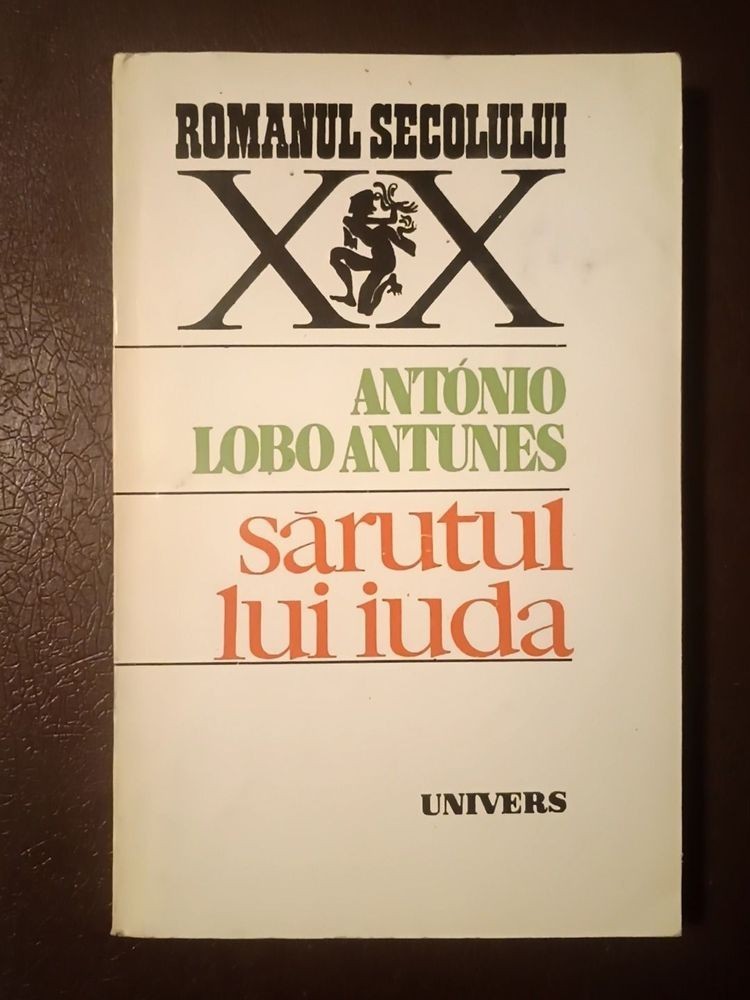 ROMANUL SECOLULUI
XX
ANTÓNIO
LOBO ANTUNES
sărutul
lui iuda
UNIVERS